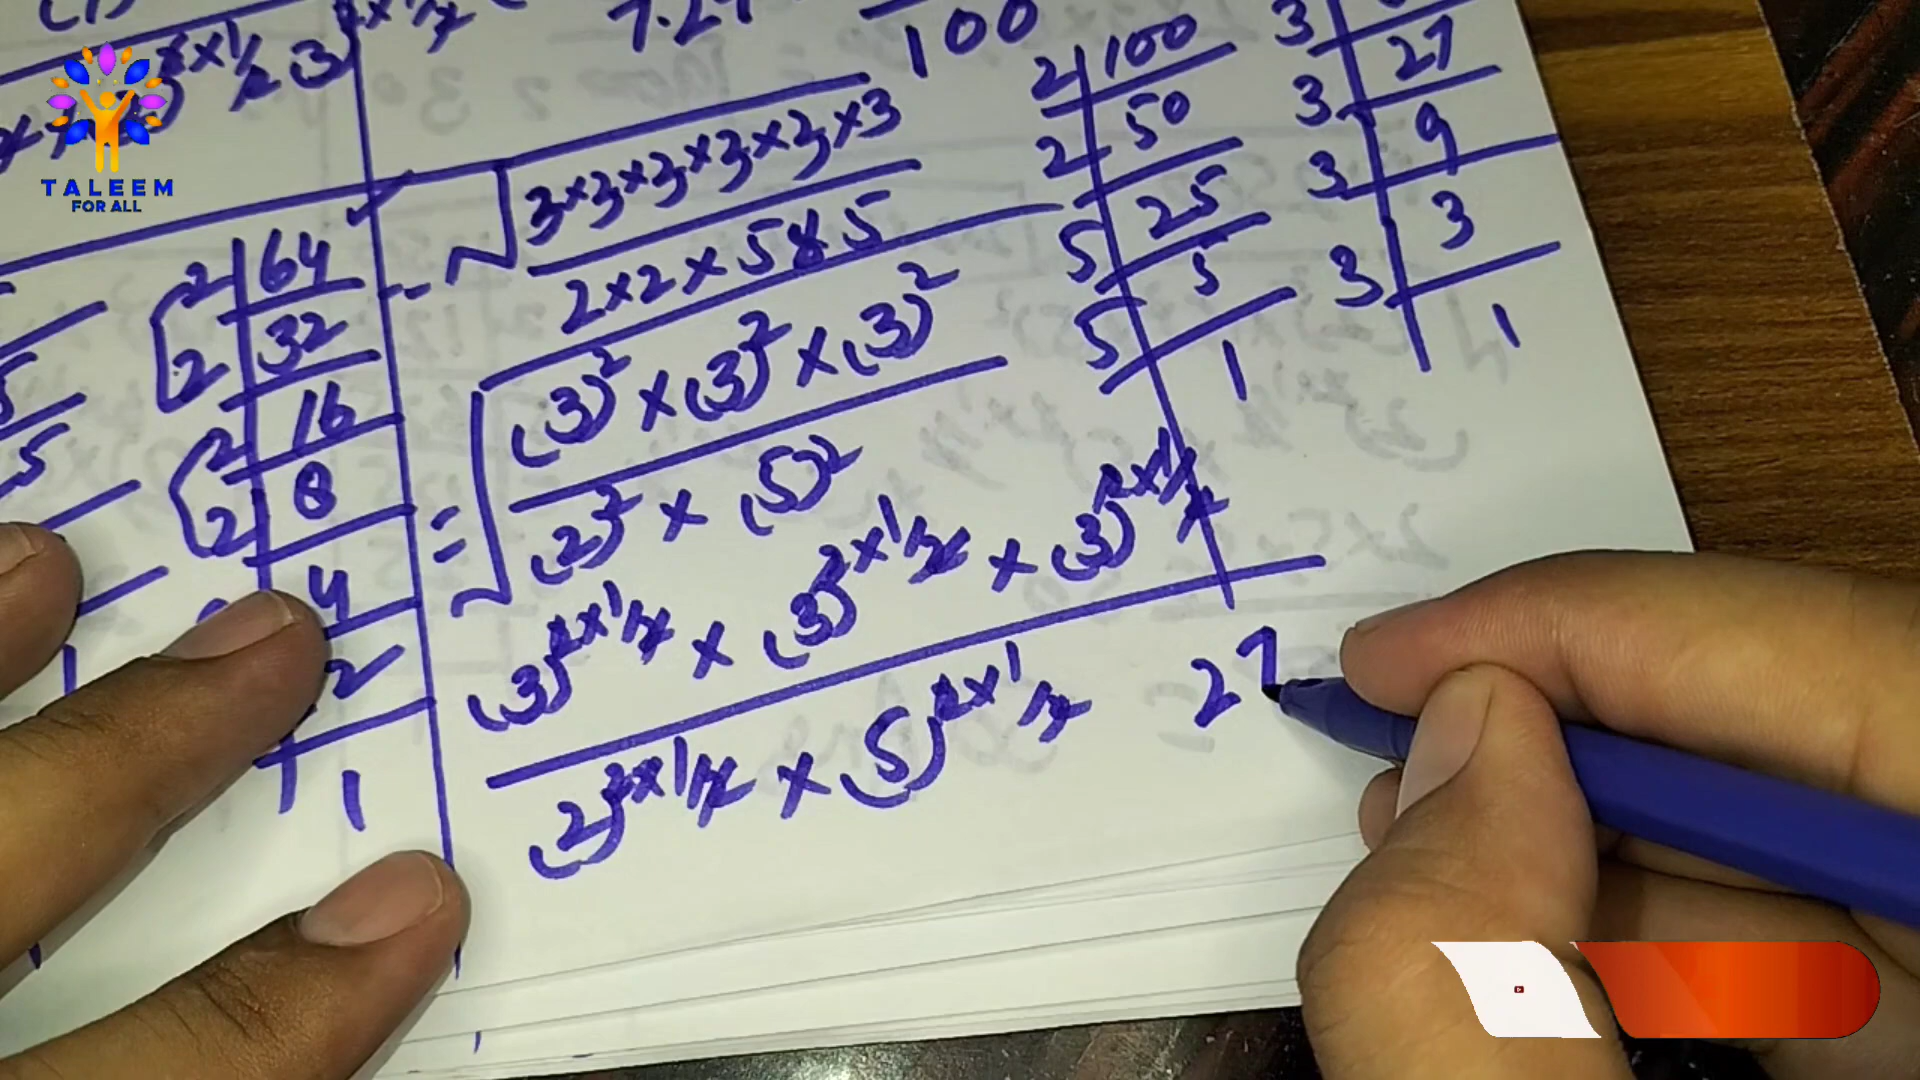 TALEEM
FOR ALL
7.29
100
√ 3×3×3×3×3×3
2×2×5×5
= √ (3)² × (3)² × (3)²
(2)² × (5)²
(3)^2×1/2 × (3)^2×1/2 × (3)^2×1/2
(2)^2×1/2 × (5)^2×1/2
27
2 | 100
2 | 50
5 | 25
5 | 5
1
3
3 | 27
3 | 9
3 | 3
1
2 | 64
2 | 32
2 | 16
2 | 8
4
2
1